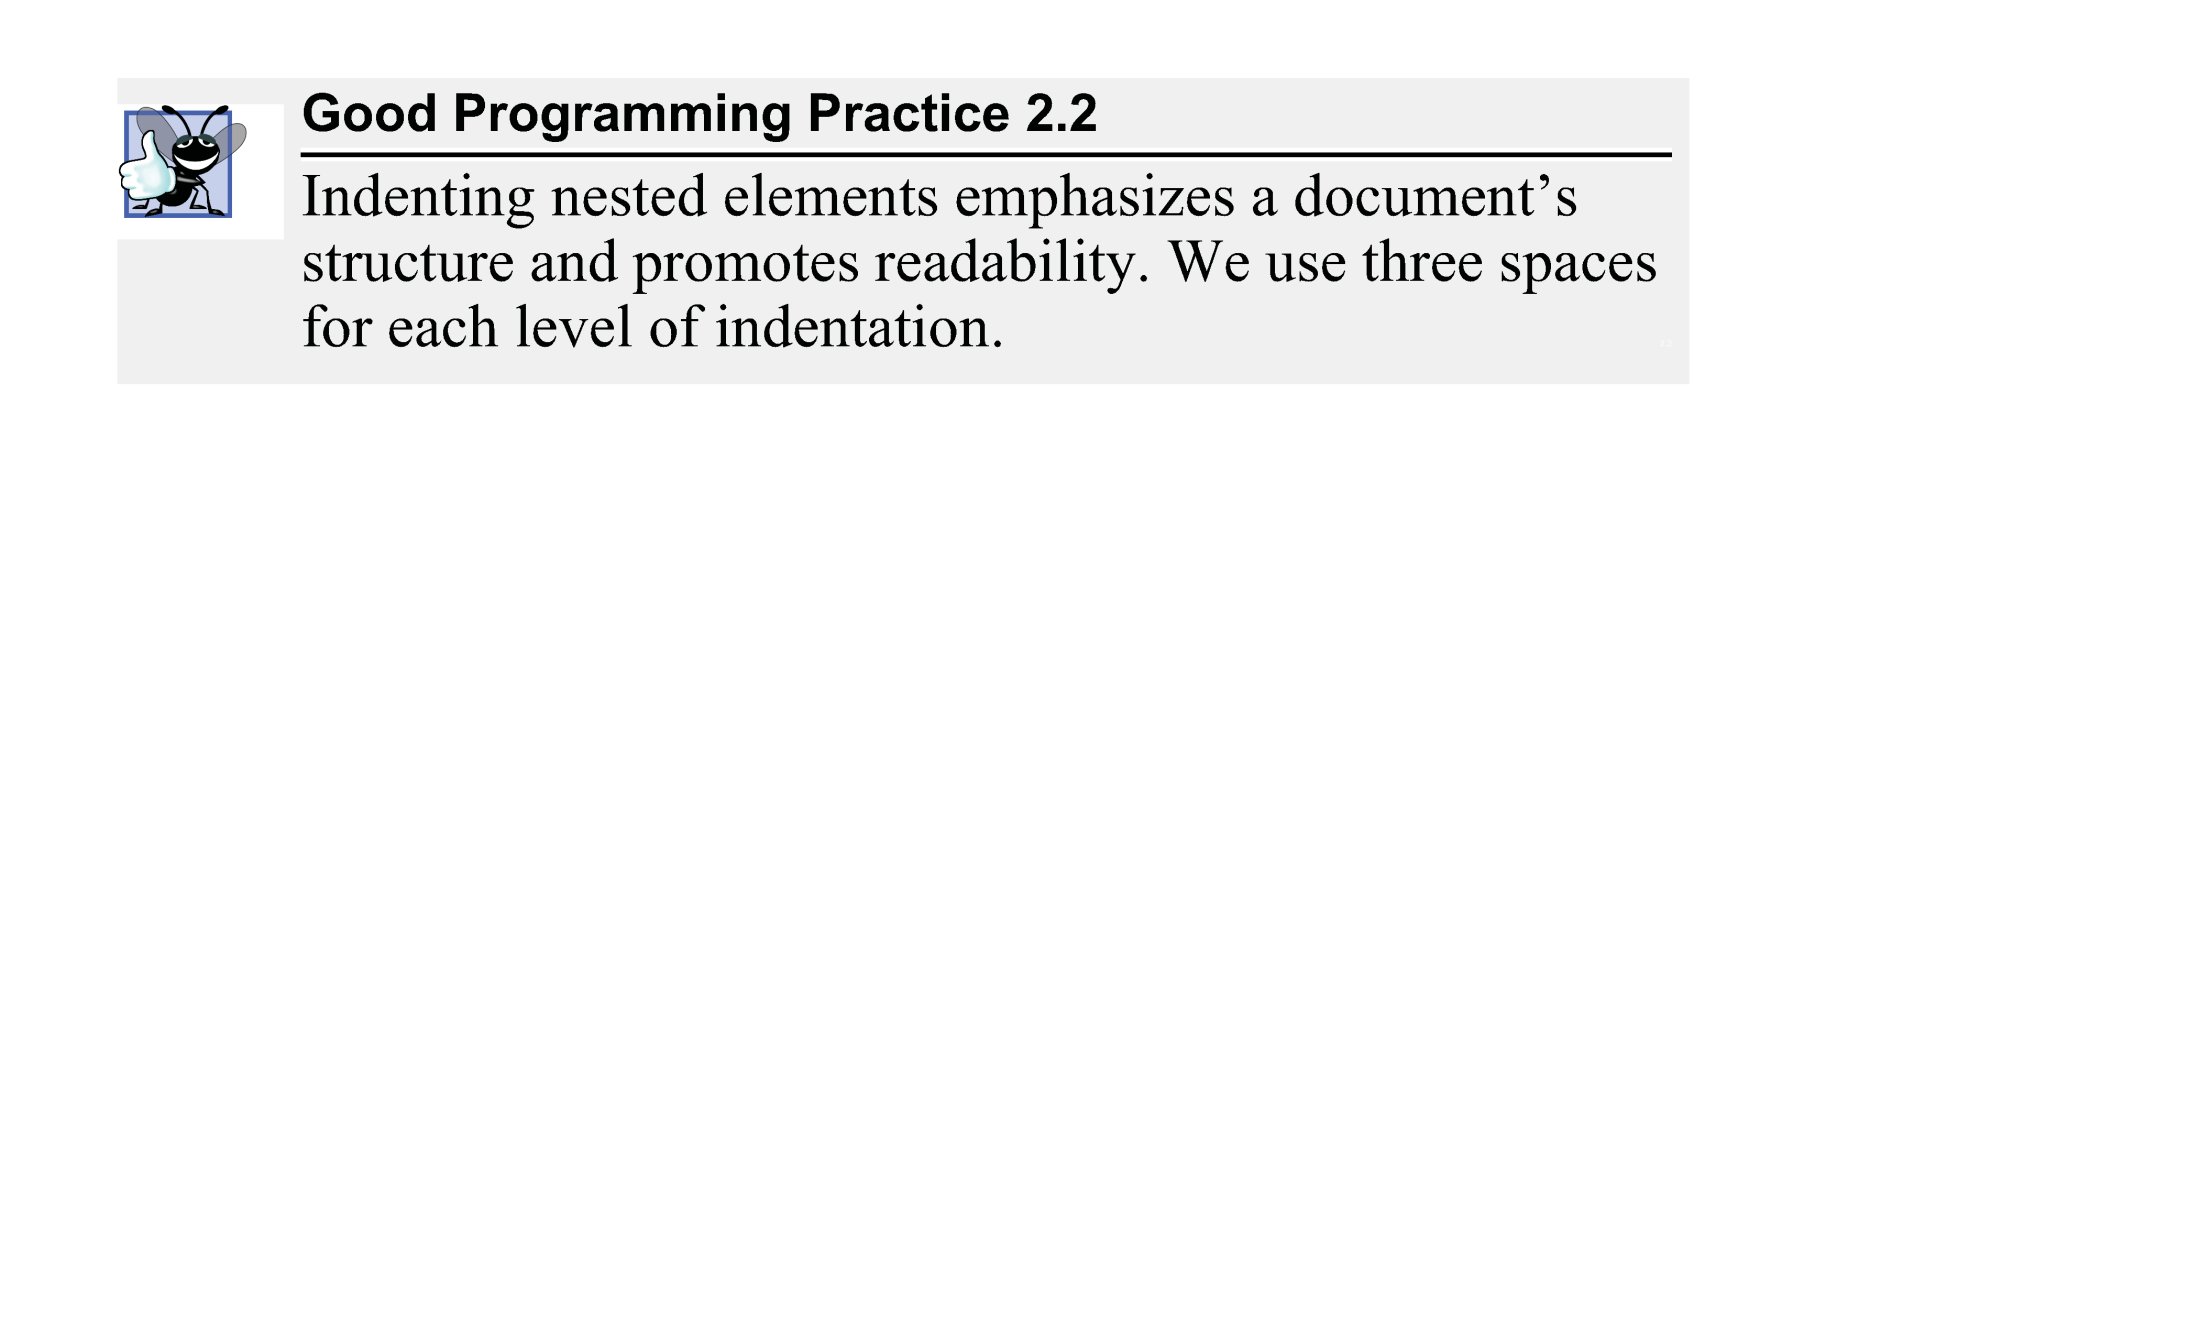 Good Programming Practice 2.2
Indenting nested elements emphasizes a document’s
structure and promotes readability. We use three spaces
for each level of indentation.